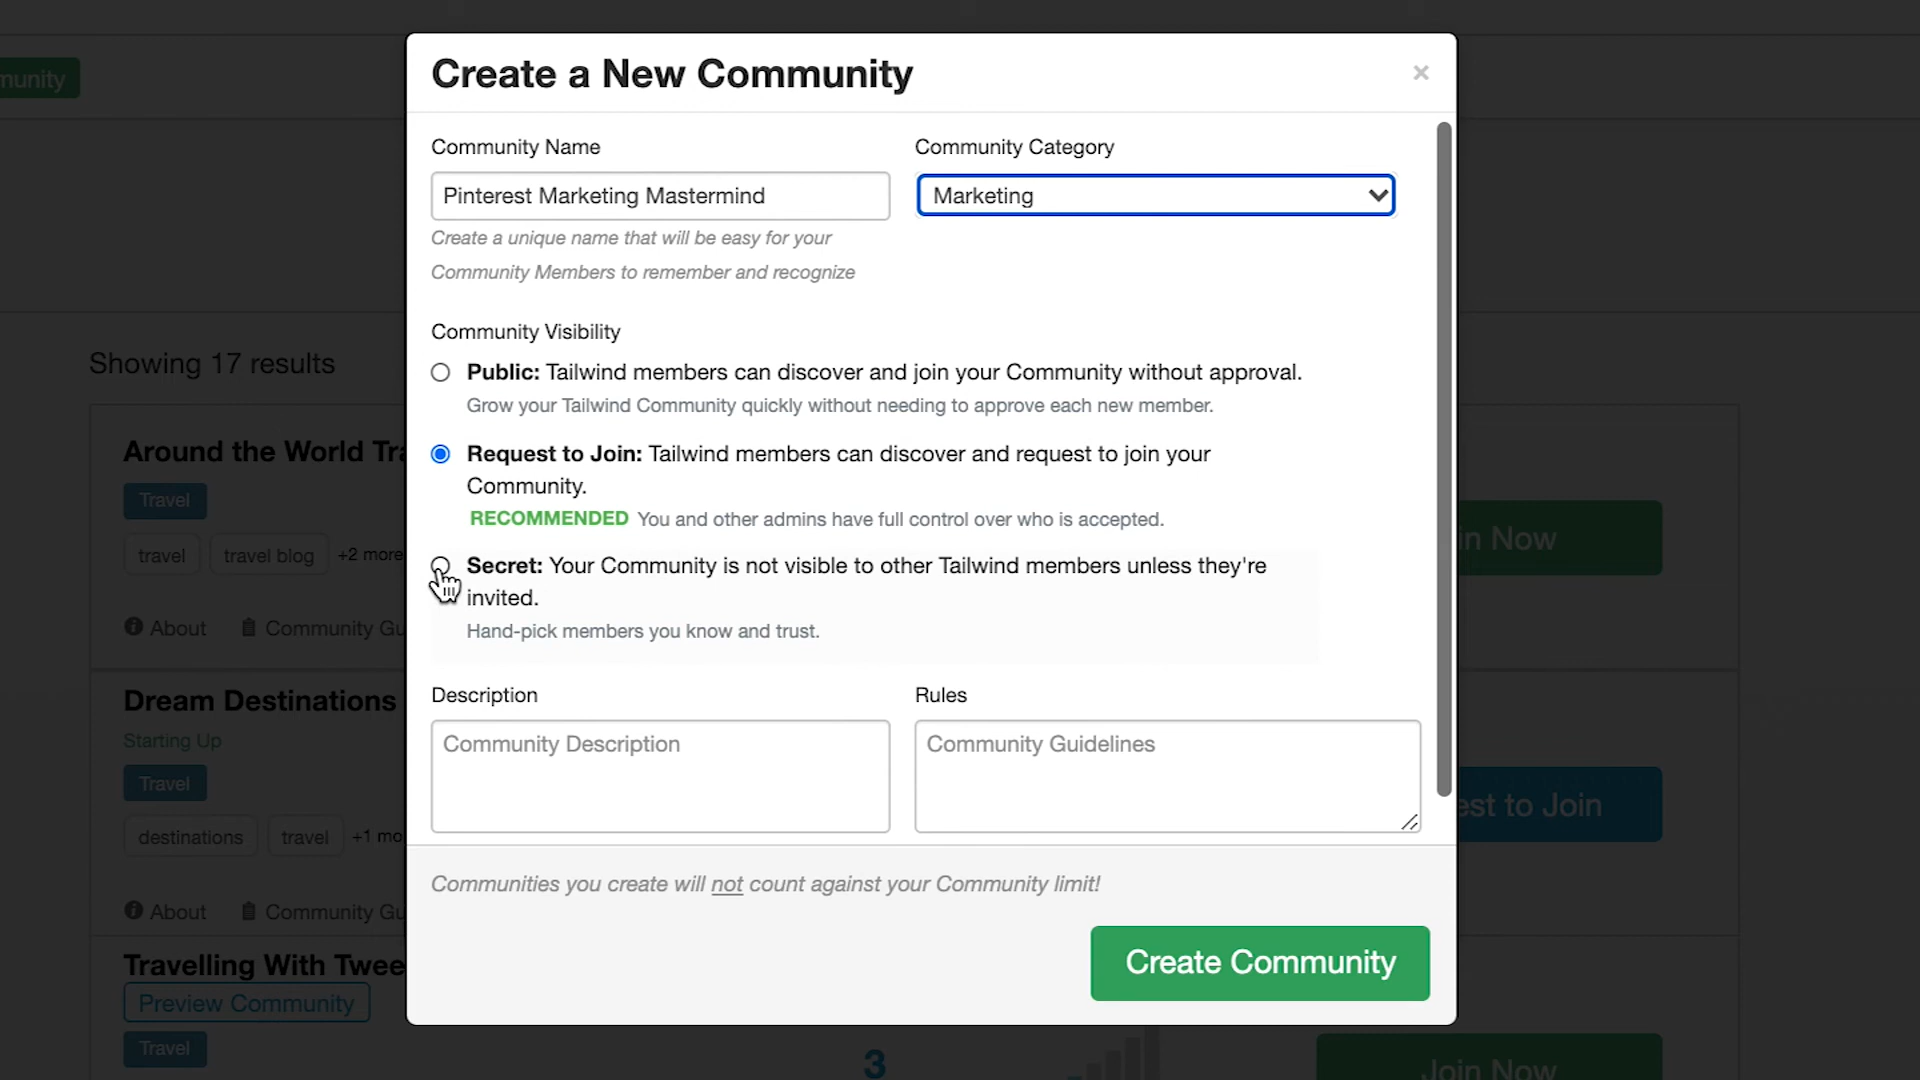 Create a New Community
×
munity
Community Name
Community Category
Pinterest Marketing Mastermind
Marketing
Create a unique name that will be easy for your
Community Members to remember and recognize
Community Visibility
Public: Tailwind members can discover and join your Community without approval.
Grow your Tailwind Community quickly without needing to approve each new member.
Request to Join: Tailwind members can discover and request to join your
Community.
RECOMMENDED You and other admins have full control over who is accepted.
Secret: Your Community is not visible to other Tailwind members unless they're
invited.
Hand-pick members you know and trust.
Description
Rules
Community Description
Community Guidelines
Communities you create will not count against your Community limit!
Create Community
Showing 17 results
Around the World Tra
Travel
travel travel blog +2 more
About Community Gu
in Now
Dream Destinations
Starting Up
Travel
destinations travel +1 mo
About Community Gu
est to Join
Travelling With Twee
Preview Community
Travel
3
Join Now